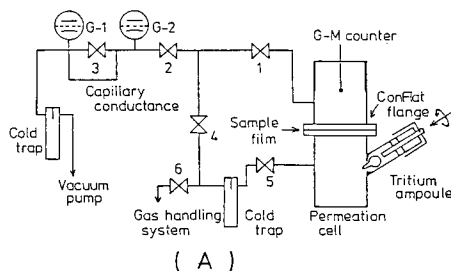 G-1
G-2
G-M counter
3
2
1
Capillary
conductance
ConFlat
flange
Cold
trap
Sample
film
4
6
5
Vacuum
pump
Gas handling
system
Cold
trap
Permeation
cell
Tritium
ampoule
( A )